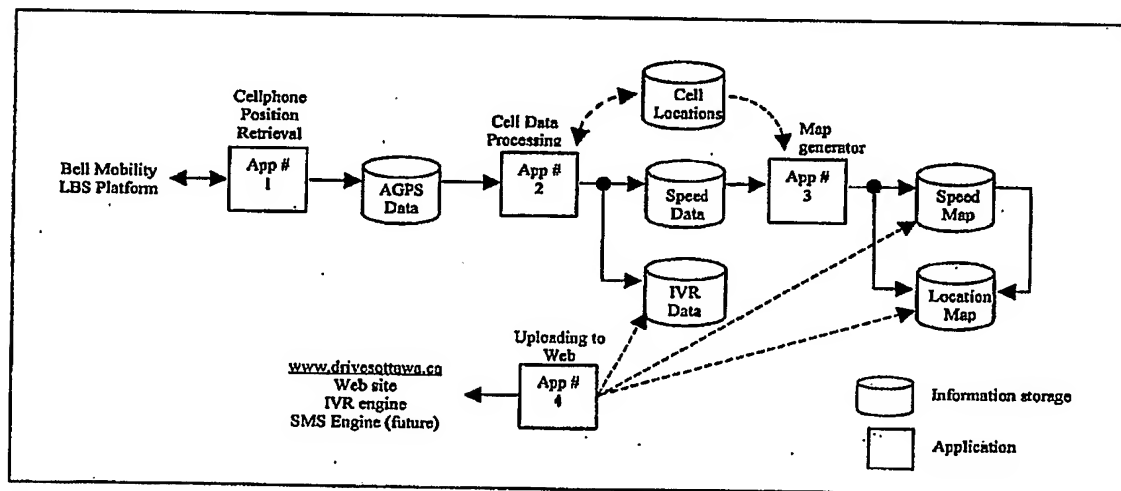 Cellphone
Position
Retrieval
Bell Mobility
LBS Platform
App #
1
AGPS
Data
Cell Data
Processing
App #
2
Cell
Locations
Speed
Data
IVR
Data
Map
generator
App #
3
Speed
Map
Location
Map
Uploading to
Web
App #
4
www.drivesottawa.ca
Web site
IVR engine
SMS Engine (future)
Information storage
Application